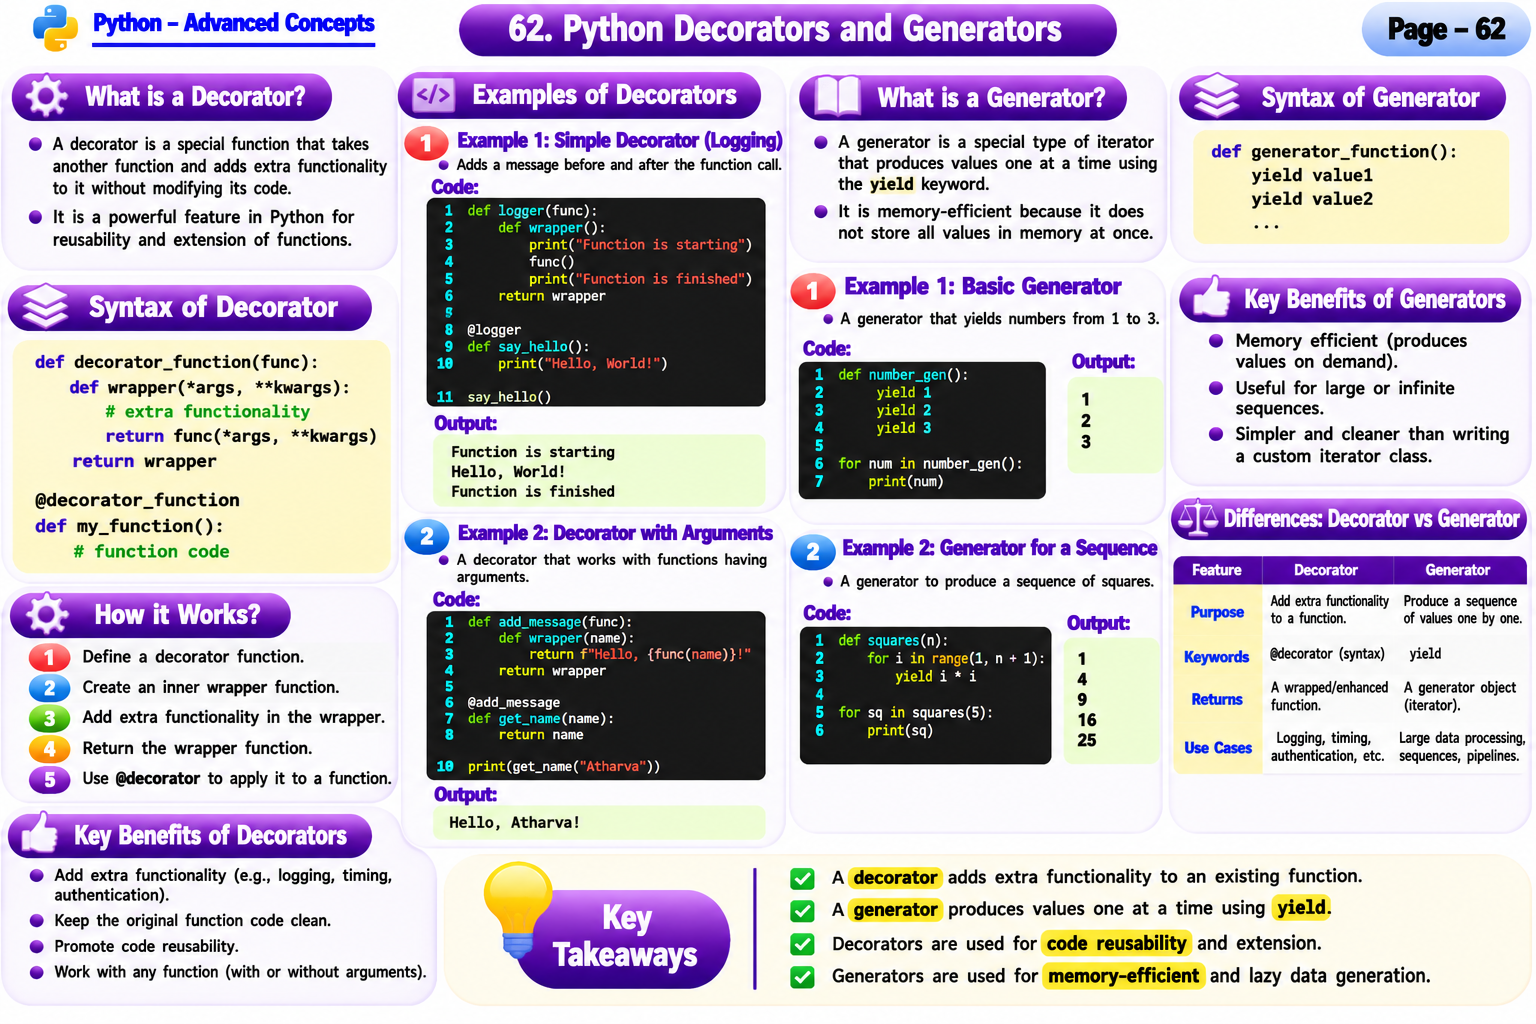 Python – Advanced Concepts
62. Python Decorators and Generators
Page – 62
What is a Decorator?
A decorator is a special function that takes
another function and adds extra functionality
to it without modifying its code.
It is a powerful feature in Python for
reusability and extension of functions.
Syntax of Decorator
def decorator_function(func):
    def wrapper(*args, **kwargs):
        # extra functionality
        return func(*args, **kwargs)
    return wrapper
@decorator_function
def my_function():
    # function code
How it Works?
1 Define a decorator function.
2 Create an inner wrapper function.
3 Add extra functionality in the wrapper.
4 Return the wrapper function.
5 Use @decorator to apply it to a function.
Key Benefits of Decorators
Add extra functionality (e.g., logging, timing,
authentication).
Keep the original function code clean.
Promote code reusability.
Work with any function (with or without arguments).
</> Examples of Decorators
1 Example 1: Simple Decorator (Logging)
Adds a message before and after the function call.
Code:
1 def logger(func):
2     def wrapper():
3         print("Function is starting")
4         func()
5         print("Function is finished")
6     return wrapper
8 @logger
9 def say_hello():
10     print("Hello, World!")
11 say_hello()
Output:
Function is starting
Hello, World!
Function is finished
2 Example 2: Decorator with Arguments
A decorator that works with functions having
arguments.
Code:
1 def add_message(func):
2     def wrapper(name):
3         return f"Hello, {func(name)}!"
4     return wrapper
5
6 @add_message
7 def get_name(name):
8     return name
10 print(get_name("Atharva"))
Output:
Hello, Atharva!
What is a Generator?
A generator is a special type of iterator
that produces values one at a time using
the yield keyword.
It is memory-efficient because it does
not store all values in memory at once.
1 Example 1: Basic Generator
A generator that yields numbers from 1 to 3.
Code:
1 def number_gen():
2     yield 1
3     yield 2
4     yield 3
5
6 for num in number_gen():
7     print(num)
Output:
1
2
3
2 Example 2: Generator for a Sequence
A generator to produce a sequence of squares.
Code:
1 def squares(n):
2     for i in range(1, n + 1):
3         yield i * i
4
5 for sq in squares(5):
6     print(sq)
Output:
1
4
9
16
25
Syntax of Generator
def generator_function():
    yield value1
    yield value2
    ...
Key Benefits of Generators
Memory efficient (produces
values on demand).
Useful for large or infinite
sequences.
Simpler and cleaner than writing
a custom iterator class.
Differences: Decorator vs Generator
Feature Decorator Generator
Purpose Add extra functionality to a function. Produce a sequence of values one by one.
Keywords @decorator (syntax) yield
Returns A wrapped/enhanced function. A generator object (iterator).
Use Cases Logging, timing, authentication, etc. Large data processing, sequences, pipelines.
Key
Takeaways
A decorator adds extra functionality to an existing function.
A generator produces values one at a time using yield.
Decorators are used for code reusability and extension.
Generators are used for memory-efficient and lazy data generation.